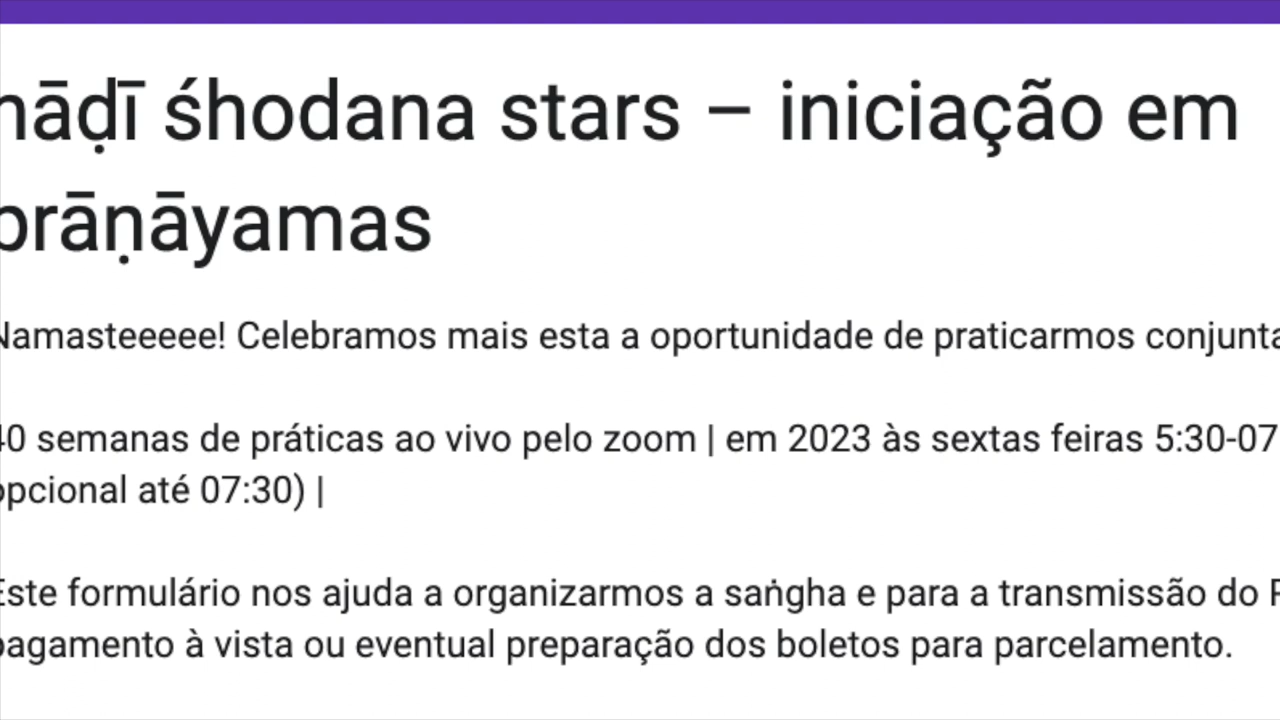 nāḍī śhodana stars – iniciação em
prāṇāyamas
Namasteeeee! Celebramos mais esta a oportunidade de praticarmos
40 semanas de práticas ao vivo pelo zoom | em 2023 às sextas feiras 5:30-07
opcional até 07:30) |
Este formulário nos ajuda a organizarmos a saṅgha e para a transmissão do
pagamento à vista ou eventual preparação dos boletos para parcelamento.